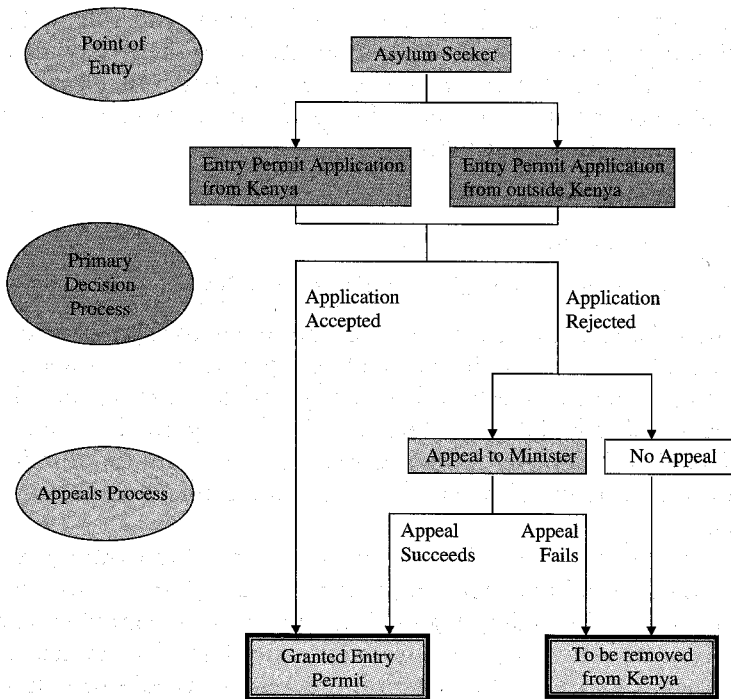 Point of
Entry
Asylum Seeker
Entry Permit Application
from Kenya
Entry Permit Application
from outside Kenya
Primary
Decision
Process
Application
Accepted
Application
Rejected
Appeals Process
Appeal to Minister
No Appeal
Appeal
Succeeds
Appeal
Fails
Granted Entry
Permit
To be removed
from Kenya